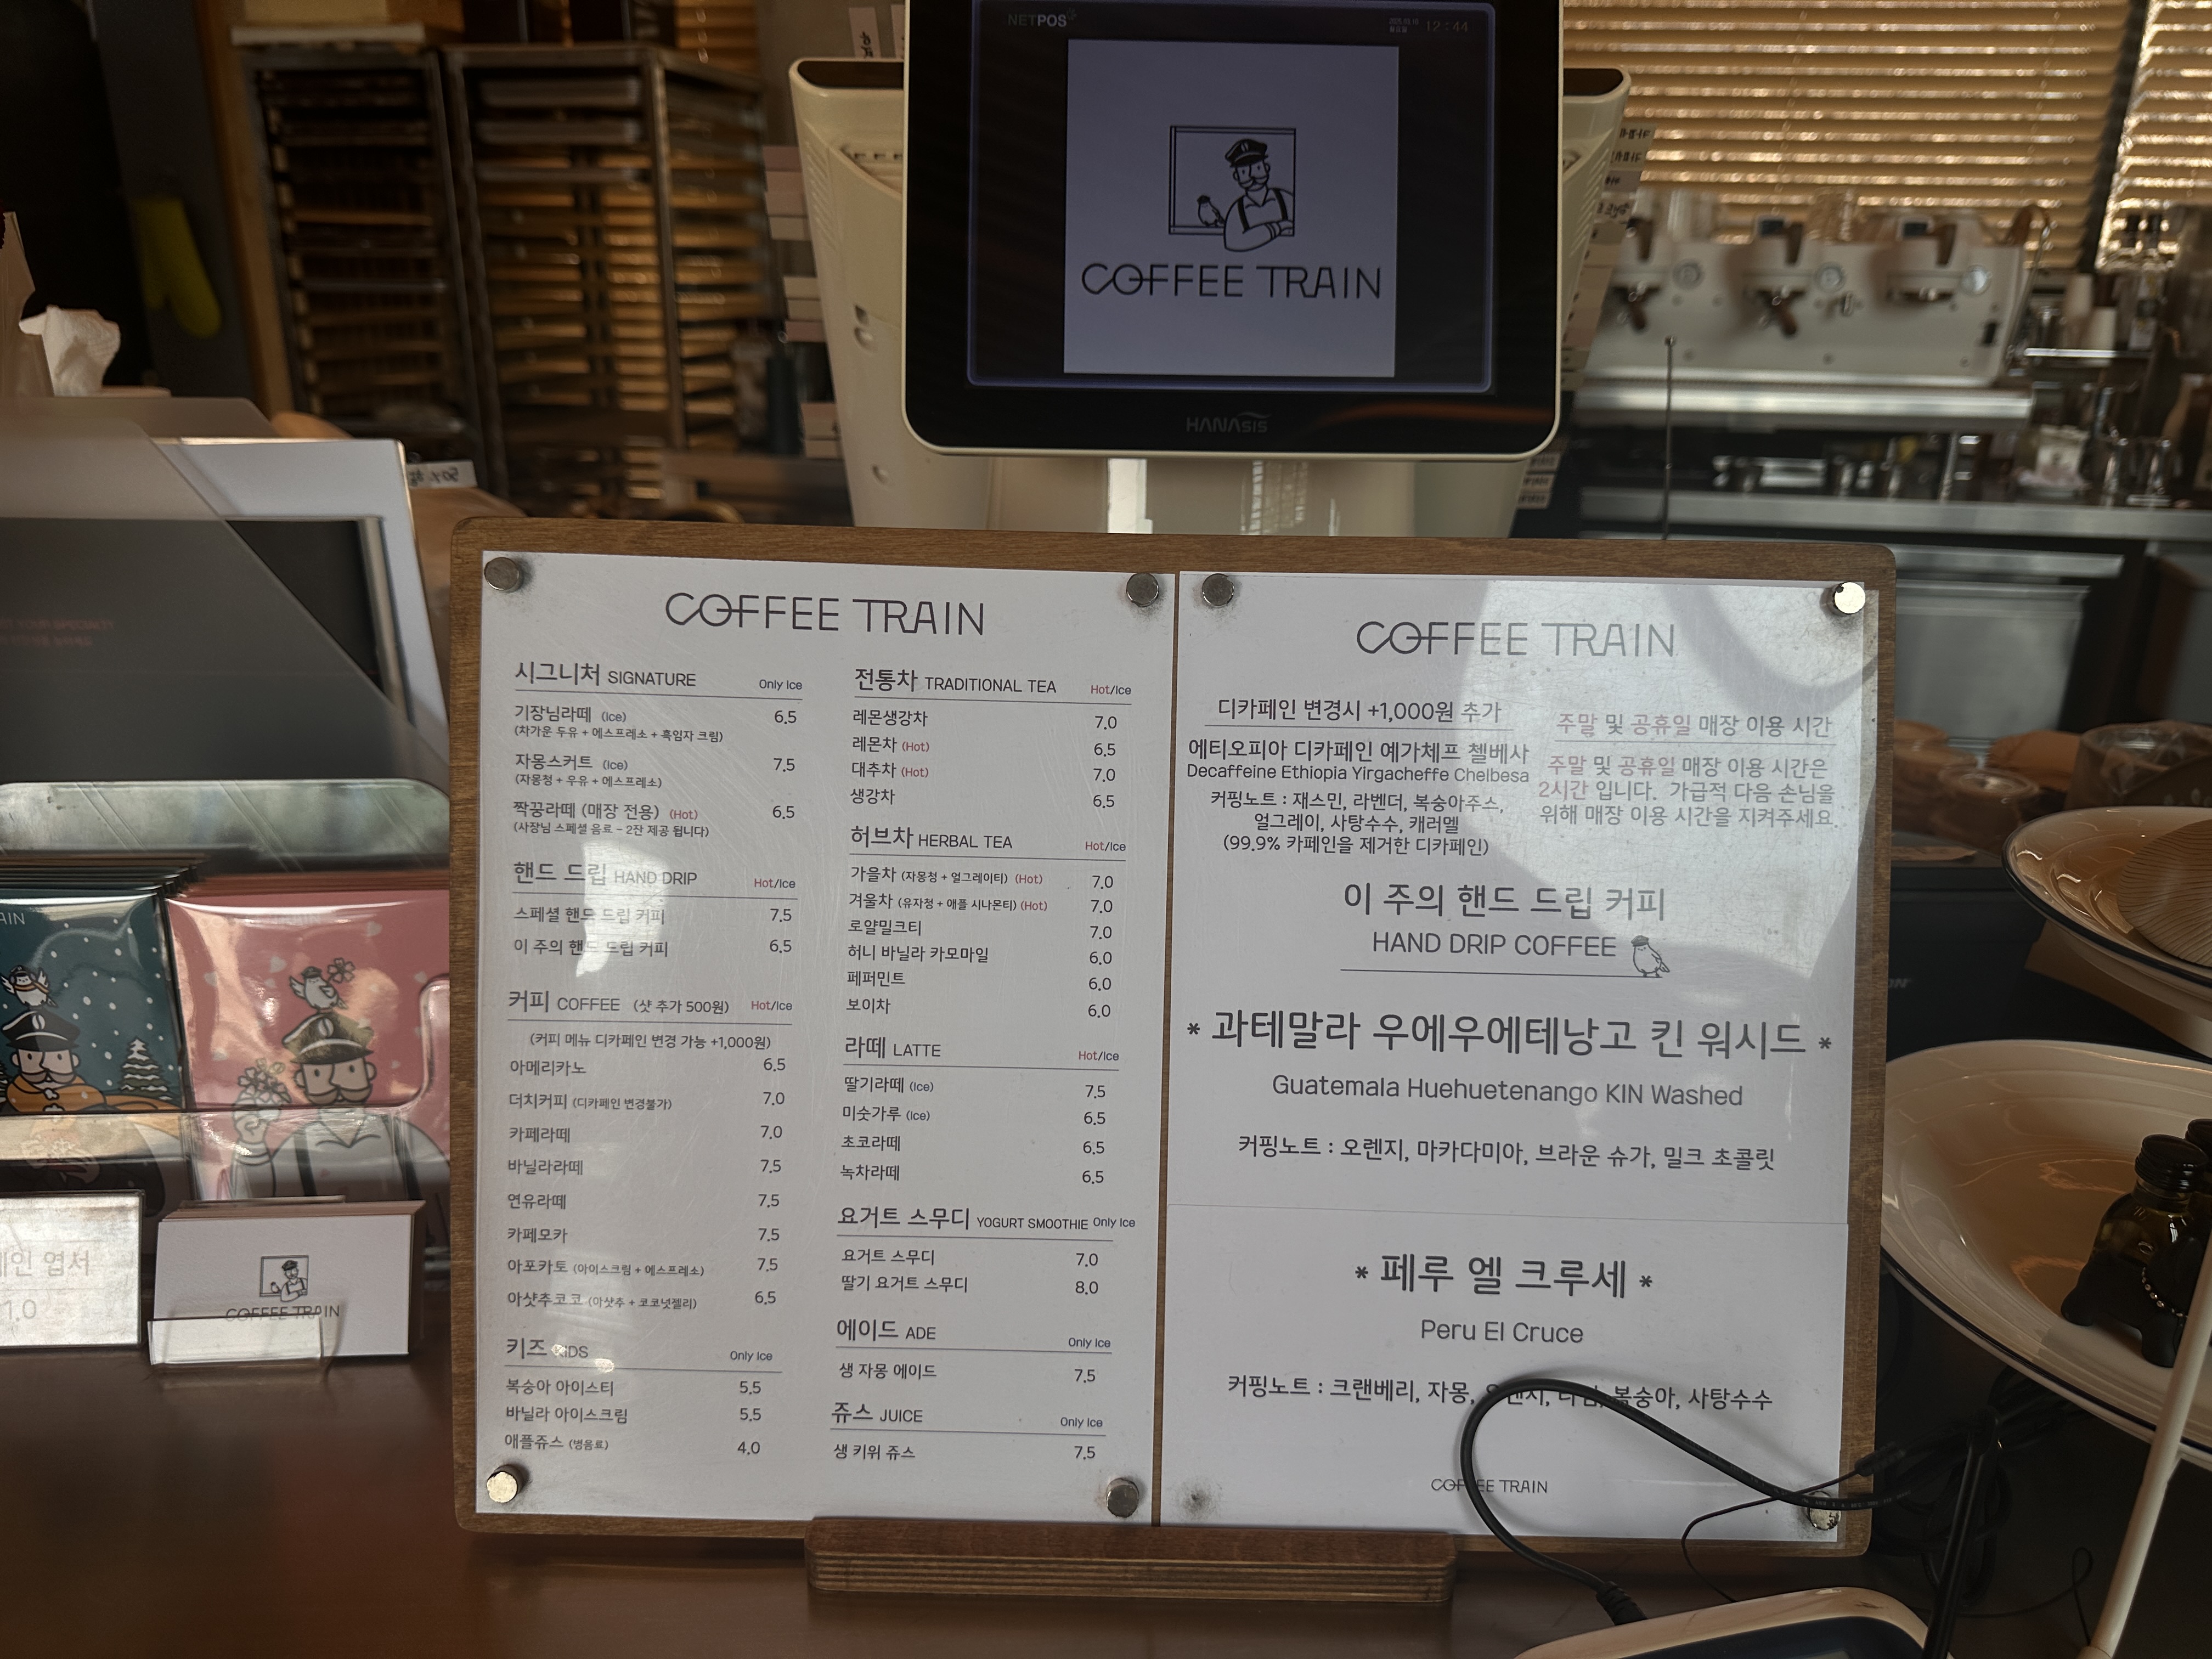 NETPOS
12:44
COFFEE TRAIN
HANASIS
COFFEE TRAIN
시그니처 SIGNATURE Only Ice
기장님라떼 (Ice) 6.5
(차가운 두유 + 에스프레소 + 흑임자 크림)
자몽스커트 (Ice) 7.5
(자몽청 + 우유 + 에스프레소)
짝꿍라떼 (매장 전용) (Hot) 6.5
(사장님 스페셜 음료 - 2잔 제공 됩니다)
핸드 드립 HAND DRIP Hot/Ice
스페셜 핸드 드립 커피 7.5
이 주의 핸드 드립 커피 6.5
커피 COFFEE (샷 추가 500원) Hot/Ice
(커피 메뉴 디카페인 변경 가능 +1,000원)
아메리카노 6.5
더치커피 (디카페인 변경불가) 7.0
카페라떼 7.0
바닐라라떼 7.5
연유라떼 7.5
카페모카 7.5
아포카토 (아이스크림 + 에스프레소) 7.5
아샷추코코 (아샷추 + 코코넛젤리) 6.5
키즈 KIDS Only Ice
복숭아 아이스티 5.5
바닐라 아이스크림 5.5
애플쥬스 (병음료) 4.0
전통차 TRADITIONAL TEA Hot/Ice
레몬생강차 7.0
레몬차 (Hot) 6.5
대추차 (Hot) 7.0
생강차 6.5
허브차 HERBAL TEA Hot/Ice
가을차 (자몽청 + 얼그레이티) (Hot) 7.0
겨울차 (유자청 + 애플 시나몬티) (Hot) 7.0
로얄밀크티 7.0
허니 바닐라 카모마일 6.0
페퍼민트 6.0
보이차 6.0
라떼 LATTE Hot/Ice
딸기라떼 (Ice) 7.5
미숫가루 (Ice) 6.5
초코라떼 6.5
녹차라떼 6.5
요거트 스무디 YOGURT SMOOTHIE Only Ice
요거트 스무디 7.0
딸기 요거트 스무디 8.0
에이드 ADE Only Ice
생 자몽 에이드 7.5
쥬스 JUICE Only Ice
생 키위 쥬스 7.5
COFFEE TRAIN
디카페인 변경시 +1,000원 추가
에티오피아 디카페인 예가체프 첼베사
Decaffeine Ethiopia Yirgacheffe Chelbesa
커핑노트 : 재스민, 라벤더, 복숭아주스,
얼그레이, 사탕수수, 캐러멜
(99.9% 카페인을 제거한 디카페인)
주말 및 공휴일 매장 이용 시간
주말 및 공휴일 매장 이용 시간은
2시간 입니다. 가급적 다음 손님을
위해 매장 이용 시간을 지켜주세요.
이 주의 핸드 드립 커피
HAND DRIP COFFEE
* 과테말라 우에우에테낭고 킨 워시드 *
Guatemala Huehuetenango KIN Washed
커핑노트 : 오렌지, 마카다미아, 브라운 슈가, 밀크 초콜릿
* 페루 엘 크루세 *
Peru El Cruce
커핑노트 : 크랜베리, 자몽, 복숭아, 사탕수수
COFFEE TRAIN
엽서
1.0
COFFEE TRAIN